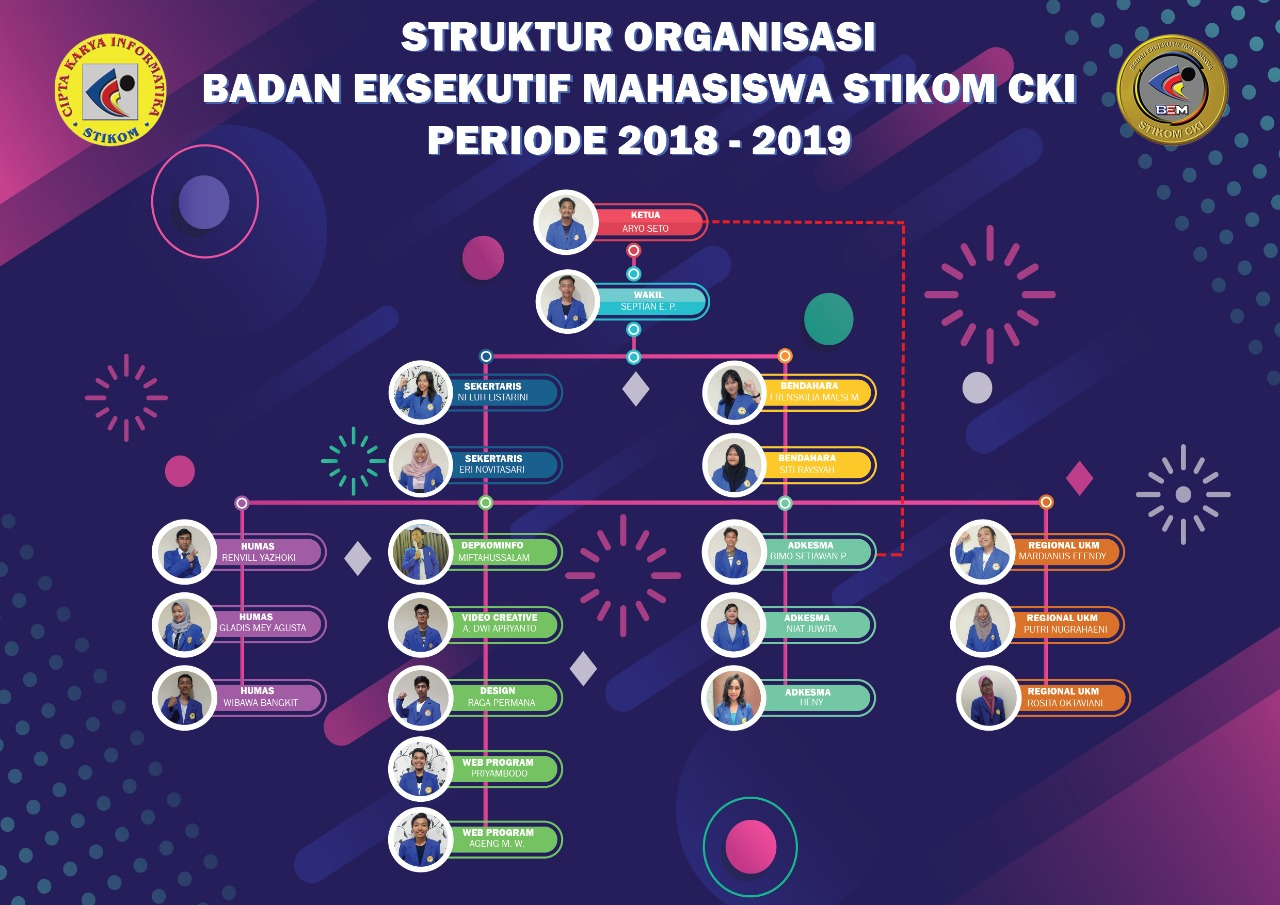 STRUKTUR ORGANISASI
BADAN EKSEKUTIF MAHASISWA STIKOM CKI
PERIODE 2018 - 2019
CIPTA KARYA INFORMATIKA
STIKOM
BADAN EKSEKUTIF MAHASISWA
BEM
STIKOM CKI
KETUA
ARYO SETO
WAKIL
SEPTIAN E. P.
SEKERTARIS
NI LUH LISTARINI
BENDAHARA
MALSEM
SEKERTARIS
ERI NOVITASARI
BENDAHARA
SITI RAYSYAH
HUMAS
RENVILL YAZHOKI
DEPKOMINFO
MIFTAHUSSALAM
ADKESMA
BIMO SETIAWAN P
REGIONAL UKM
MARDIANUS EFENDY
HUMAS
GLADIS MEY AGUSTA
VIDEO CREATIVE
A. DWI APRYANTO
ADKESMA
NIAT JUWITA
REGIONAL UKM
PUTRI NUGRAHAENI
HUMAS
WIBAWA BANGKIT
DESIGN
RAGA PERMANA
ADKESMA
HENY
REGIONAL UKM
ROSITA OKTAVIANI
WEB PROGRAM
PRIYAMBODO
WEB PROGRAM
AGENG M. W.